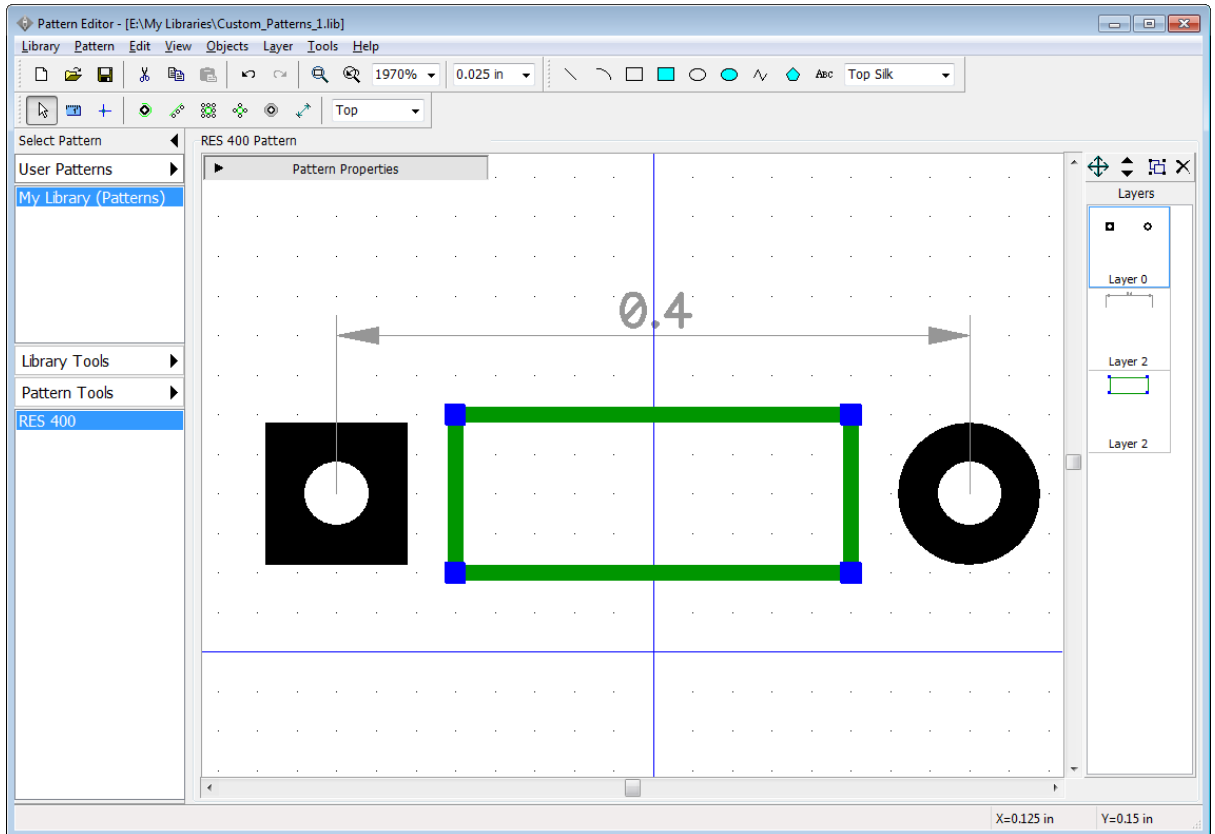 Pattern Editor - [E:\My Libraries\Custom_Patterns_1.lib]
Library Pattern Edit View Objects Layer Tools Help
1970% 0.025 in ABC Top Silk
Top
Select Pattern
RES 400 Pattern
User Patterns
Pattern Properties
My Library (Patterns)
Layers
Layer 0
0.4
Layer 2
Library Tools
Pattern Tools
RES 400
Layer 2
X=0.125 in Y=0.15 in